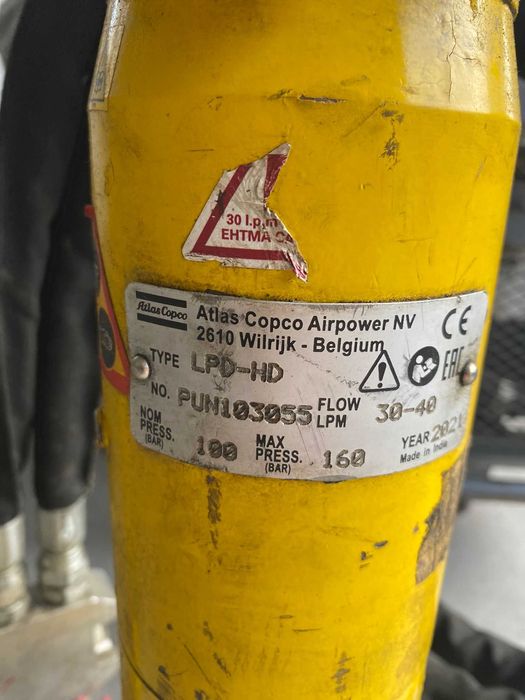 30 l.p.m
EHTMA
Atlas Copco
Atlas Copco Airpower NV
2610 Wilrijk - Belgium
CE
TYPE LPD-HD
EAC
NO. PUN103055 FLOW LPM 30-40
NOM PRESS. (BAR) 100 MAX PRESS. (BAR) 160 YEAR 2021
Made in India